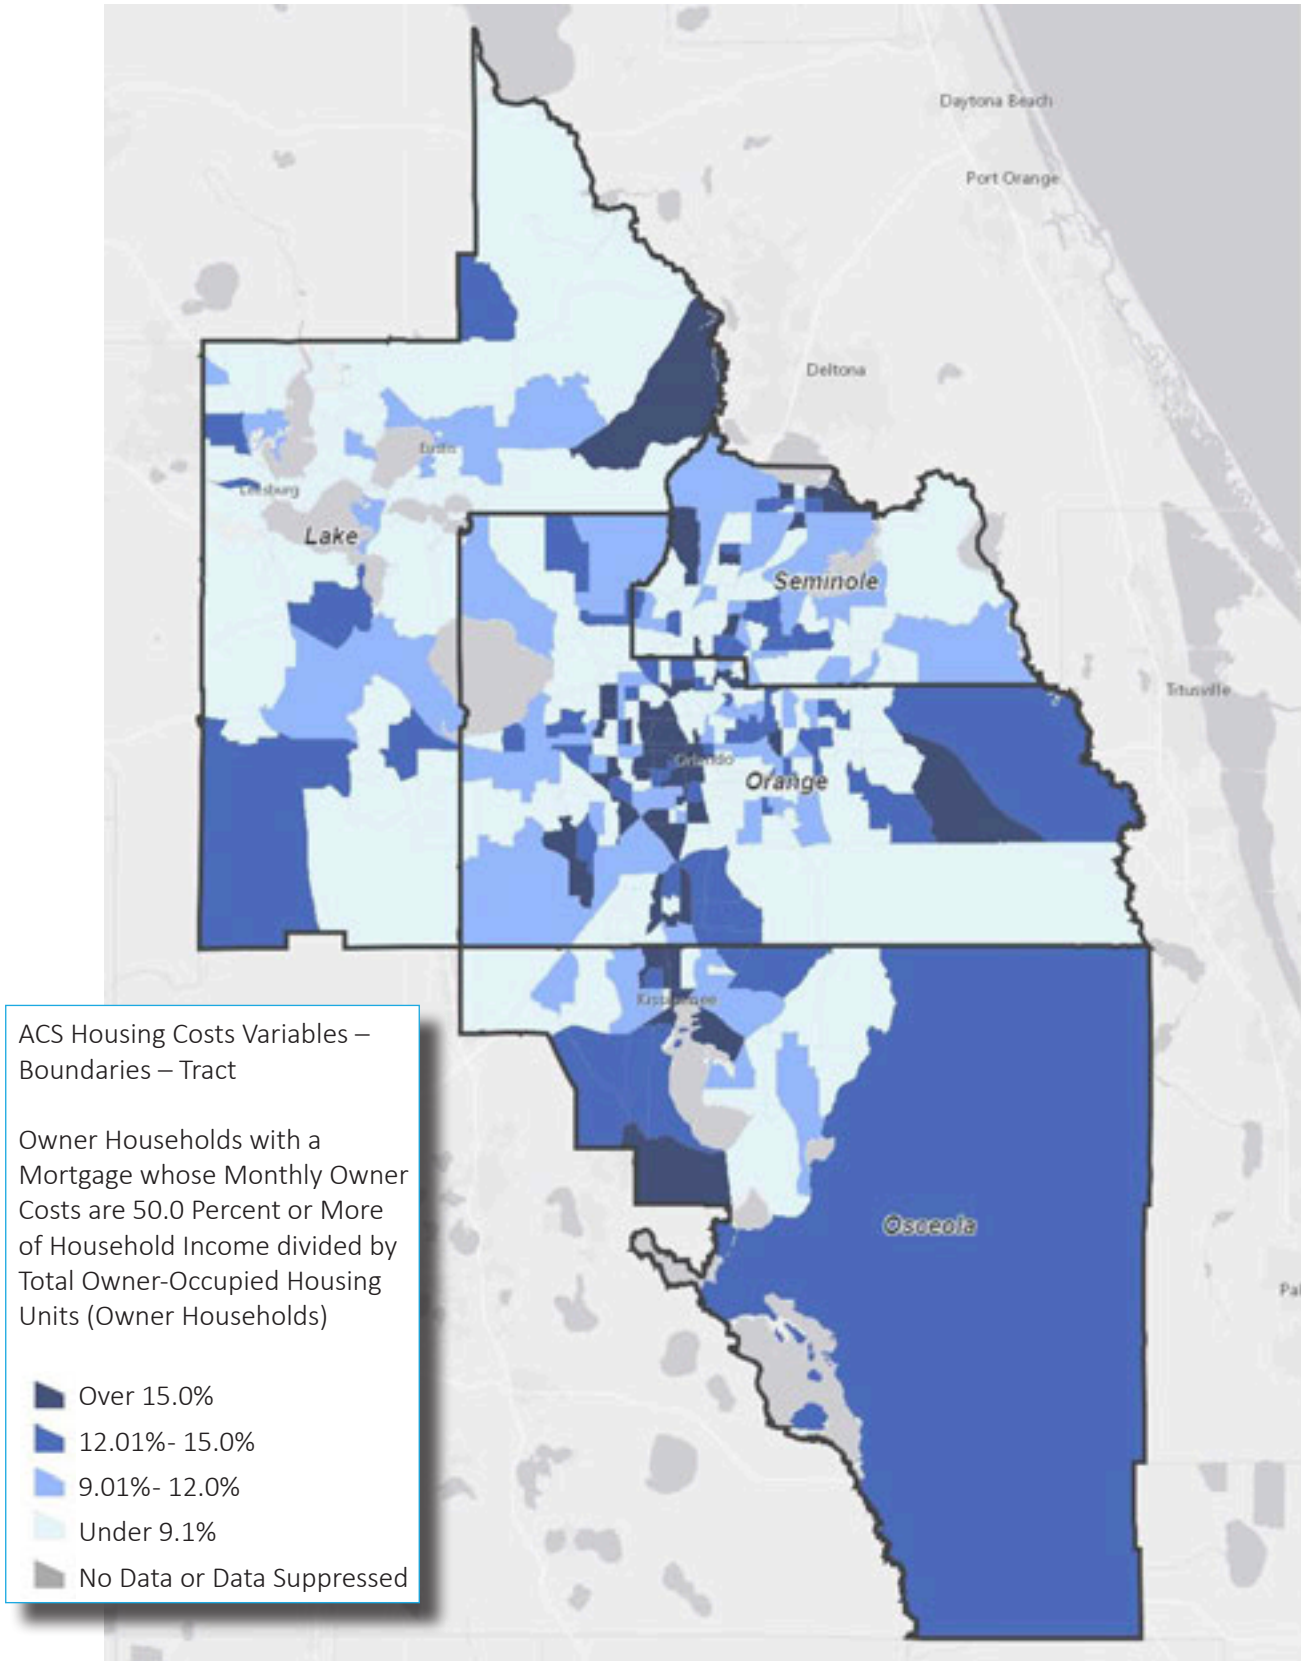 Daytona Beach
Port Orange
Deltona
Eustis
Leesburg
Lake
Seminole
Titusville
Orlando
Orange
Kissimmee
ACS Housing Costs Variables –
Boundaries – Tract
Owner Households with a
Mortgage whose Monthly Owner
Costs are 50.0 Percent or More
of Household Income divided by
Total Owner-Occupied Housing
Units (Owner Households)
Osceola
Pal
Over 15.0%
12.01%- 15.0%
9.01%- 12.0%
Under 9.1%
No Data or Data Suppressed